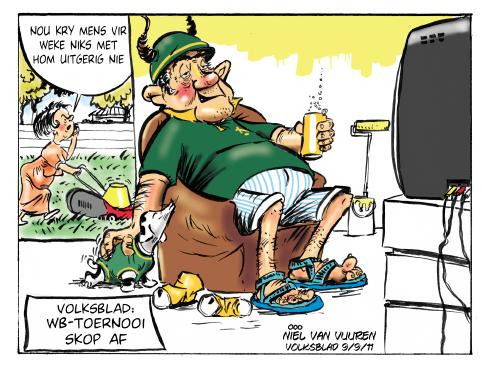 NOU KRY MENS VIR
WEKE NIKS MET
HOM UITGERIG NIE
VOLKSBLAD:
WB-TOERNOOI
SKOP AF
NIEL VAN VUUREN
VOLKSBLAD 9/9/11